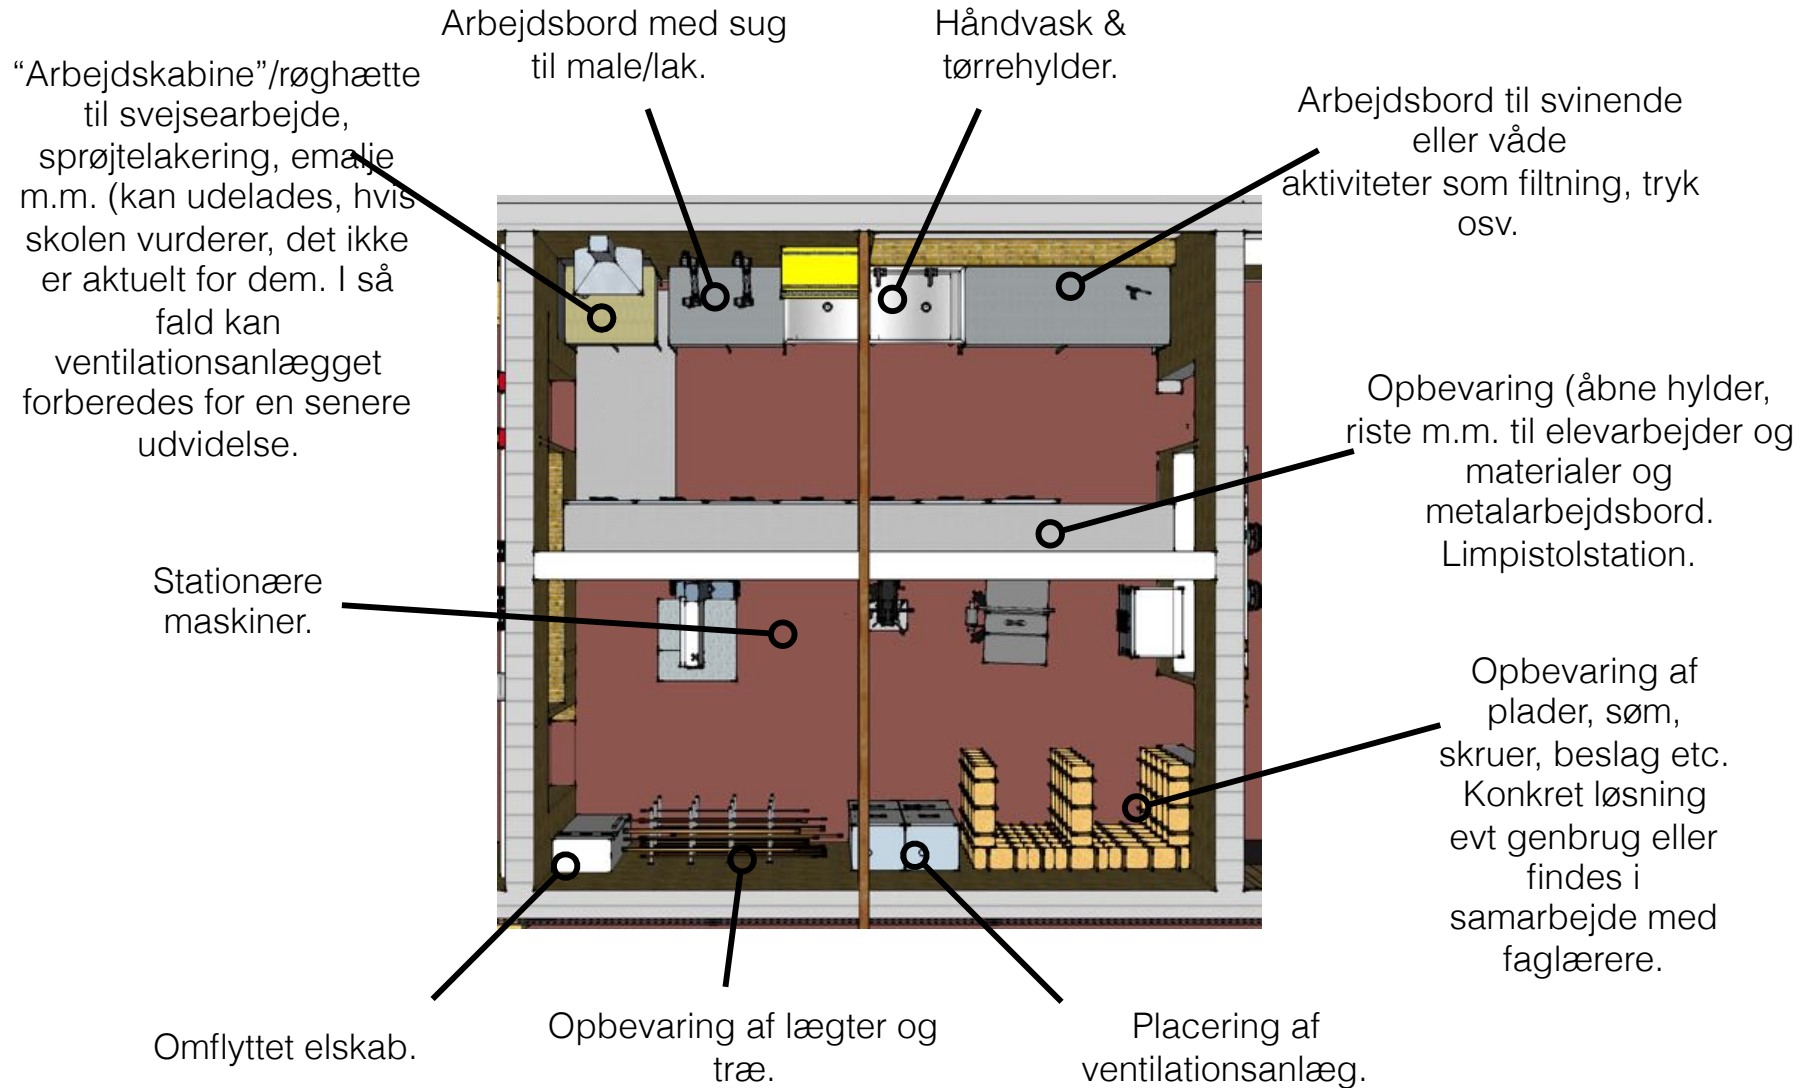 Arbejdsbord med sug
til male/lak.
Håndvask &
tørrehylder.
“Arbejdskabine”/røghætte
til svejsearbejde,
sprøjtelakering, emalje
m.m. (kan udelades, hvis
skolen vurderer, det ikke
er aktuelt for dem. I så
fald kan
ventilationsanlægget
forberedes for en senere
udvidelse.
Arbejdsbord til svinende
eller våde
aktiviteter som filtning, tryk
osv.
Opbevaring (åbne hylder,
riste m.m. til elevarbejder og
materialer og
metalarbejdsbord.
Limpistolstation.
Stationære
maskiner.
Opbevaring af
plader, søm,
skruer, beslag etc.
Konkret løsning
evt genbrug eller
findes i
samarbejde med
faglærere.
Omflyttet elskab.
Opbevaring af lægter og
træ.
Placering af
ventilationsanlæg.